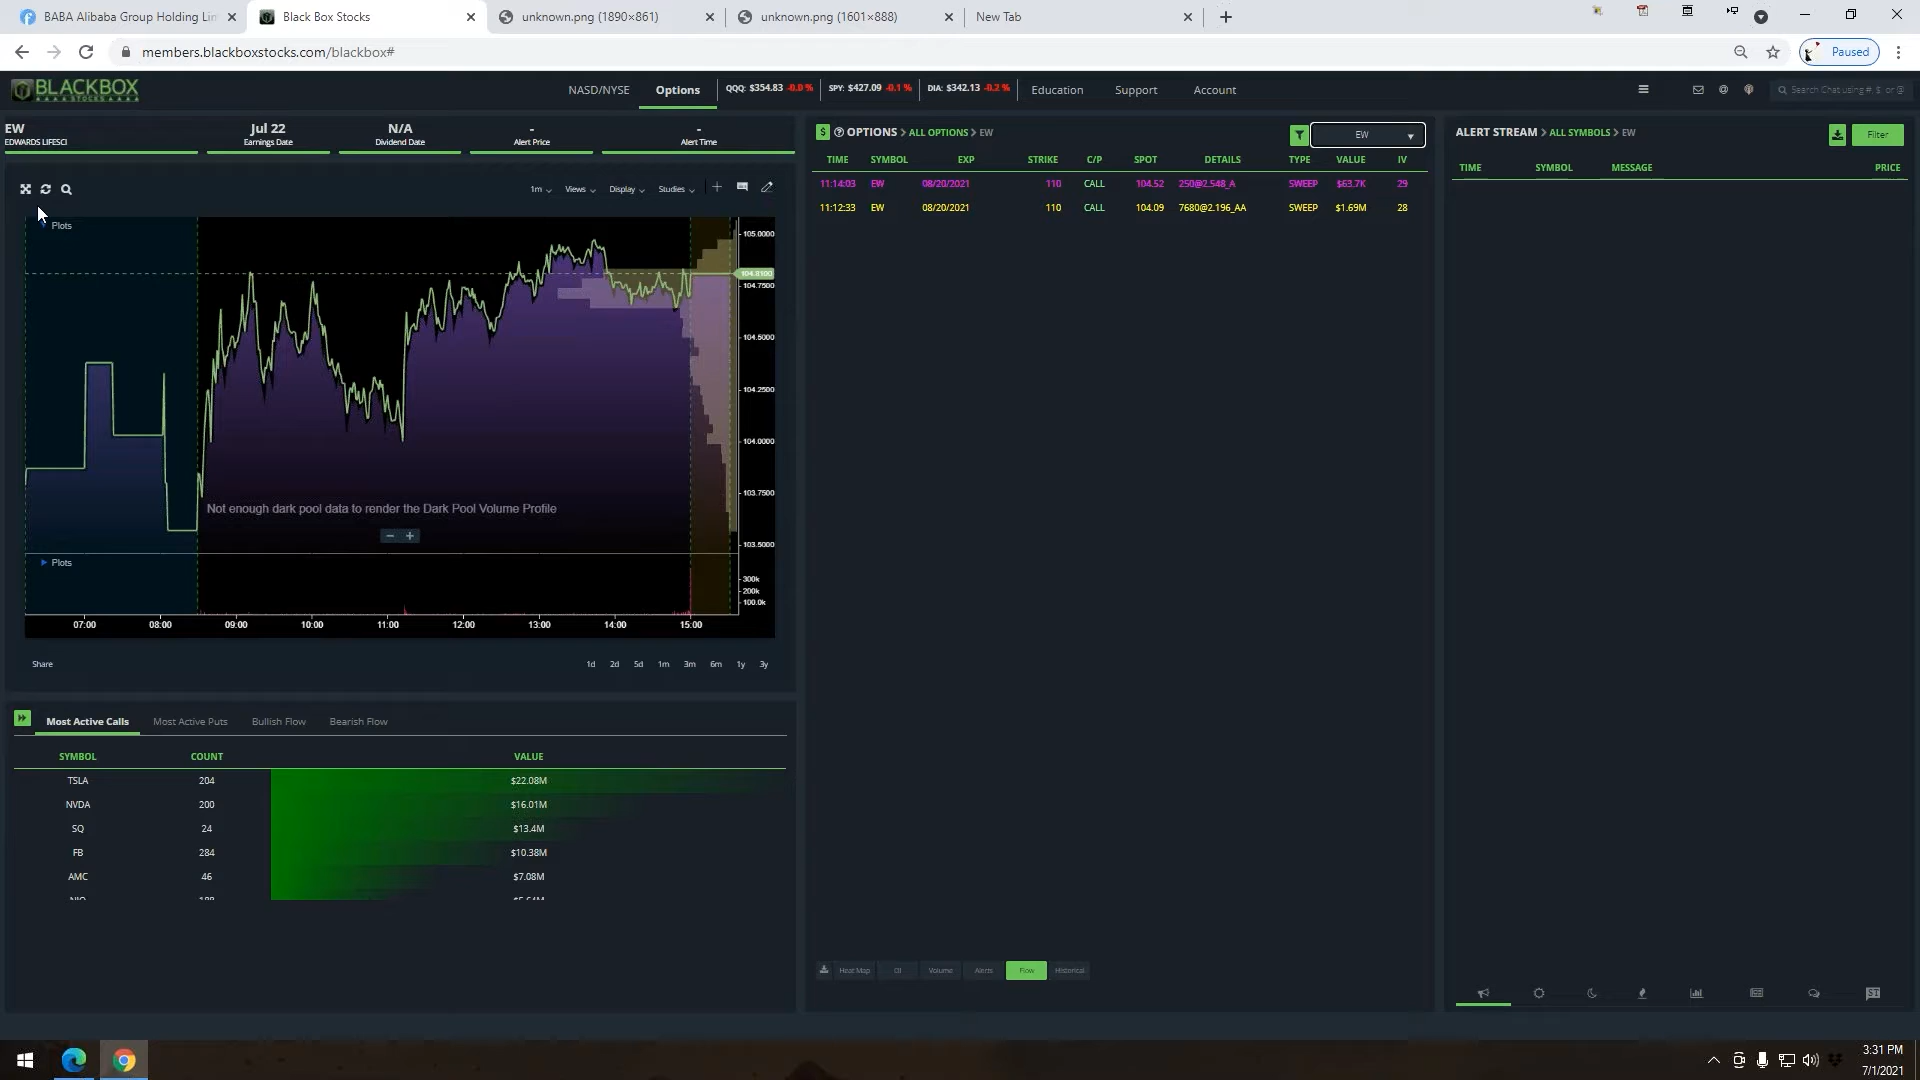 BABA Alibaba Group Holding Lin
Black Box Stocks
unknown.png (1890×861)
unknown.png (1601×888)
New Tab
members.blackboxstocks.com/blackbox#
Paused
BLACKBOX
STOCKS
NASD/NYSE
Options
QQQ: $354.83 -0.0 %
SPY: $427.09 -0.1 %
DIA: $342.13 -0.2 %
Education
Support
Account
Search Chat using #, $, or @
EW
EDWARDS LIFESCI
Jul 22
Earnings Date
N/A
Dividend Date
-
Alert Price
-
Alert Time
1m
Views
Display
Studies
Plots
105.0000
104.8100
104.7500
104.5000
104.2500
104.0000
103.7500
103.5000
Not enough dark pool data to render the Dark Pool Volume Profile
Plots
300k
200k
100.0k
07:00 08:00 09:00 10:00 11:00 12:00 13:00 14:00 15:00
Share
1d 2d 5d 1m 3m 6m 1y 3y
Most Active Calls
Most Active Puts
Bullish Flow
Bearish Flow
SYMBOL COUNT VALUE
TSLA 204 $22.08M
NVDA 200 $16.01M
SQ 24 $13.4M
FB 284 $10.38M
AMC 46 $7.08M
$ OPTIONS > ALL OPTIONS > EW
EW
TIME SYMBOL EXP STRIKE C/P SPOT DETAILS TYPE VALUE IV
11:14:03 EW 08/20/2021 110 CALL 104.52 250@2.548_A SWEEP $63.7K 29
11:12:33 EW 08/20/2021 110 CALL 104.09 7680@2.196_AA SWEEP $1.69M 28
Heat Map
OI
Volume
Alerts
Flow
Historical
ALERT STREAM > ALL SYMBOLS > EW
Filter
TIME SYMBOL MESSAGE PRICE
3:31 PM
7/1/2021